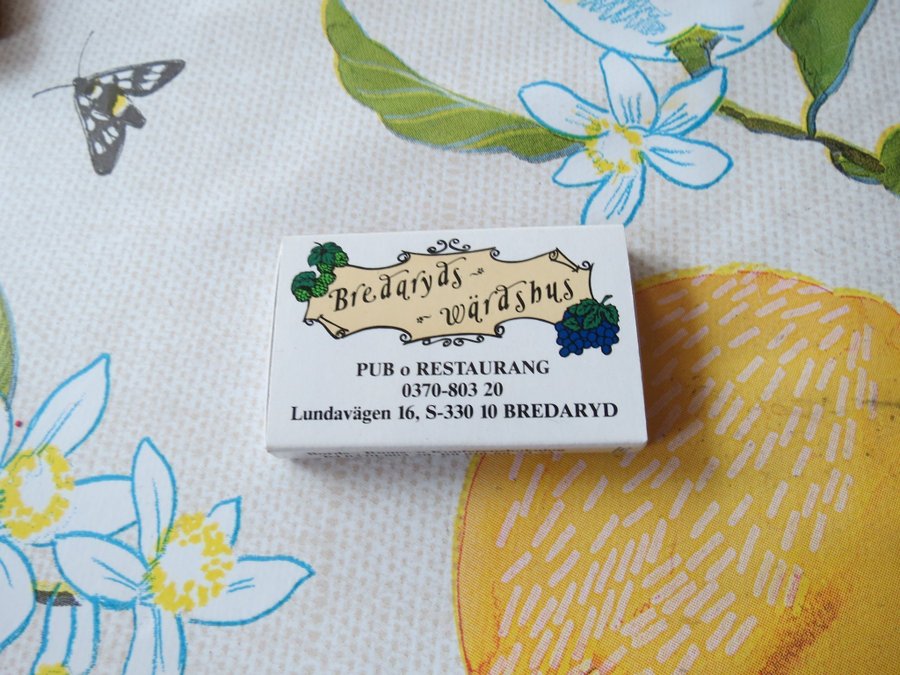 Bredaryds
wärdshus
PUB o RESTAURANG
0370-803 20
Lundavägen 16, S-330 10 BREDARYD